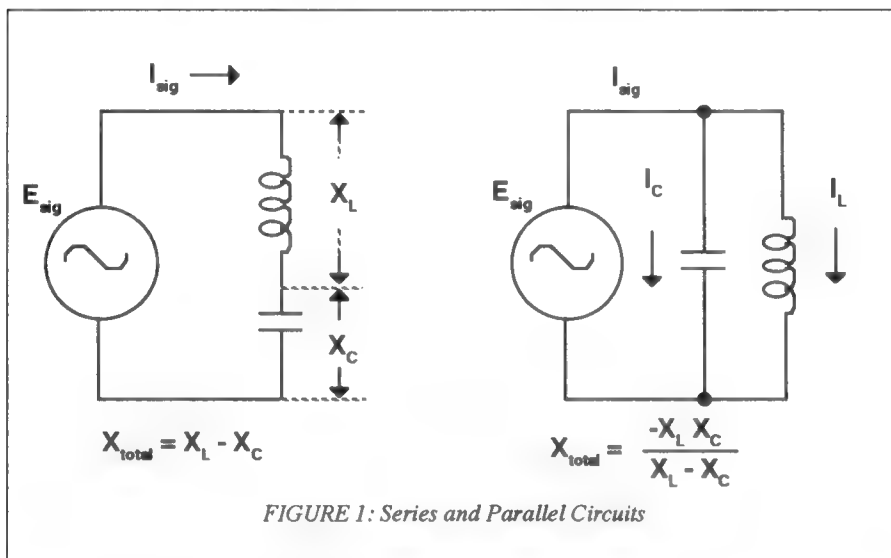 I_sig
E_sig
X_L
X_C
X_total = X_L - X_C
I_sig
E_sig
I_C
I_L
X_total = -X_L X_C / X_L - X_C
FIGURE 1: Series and Parallel Circuits